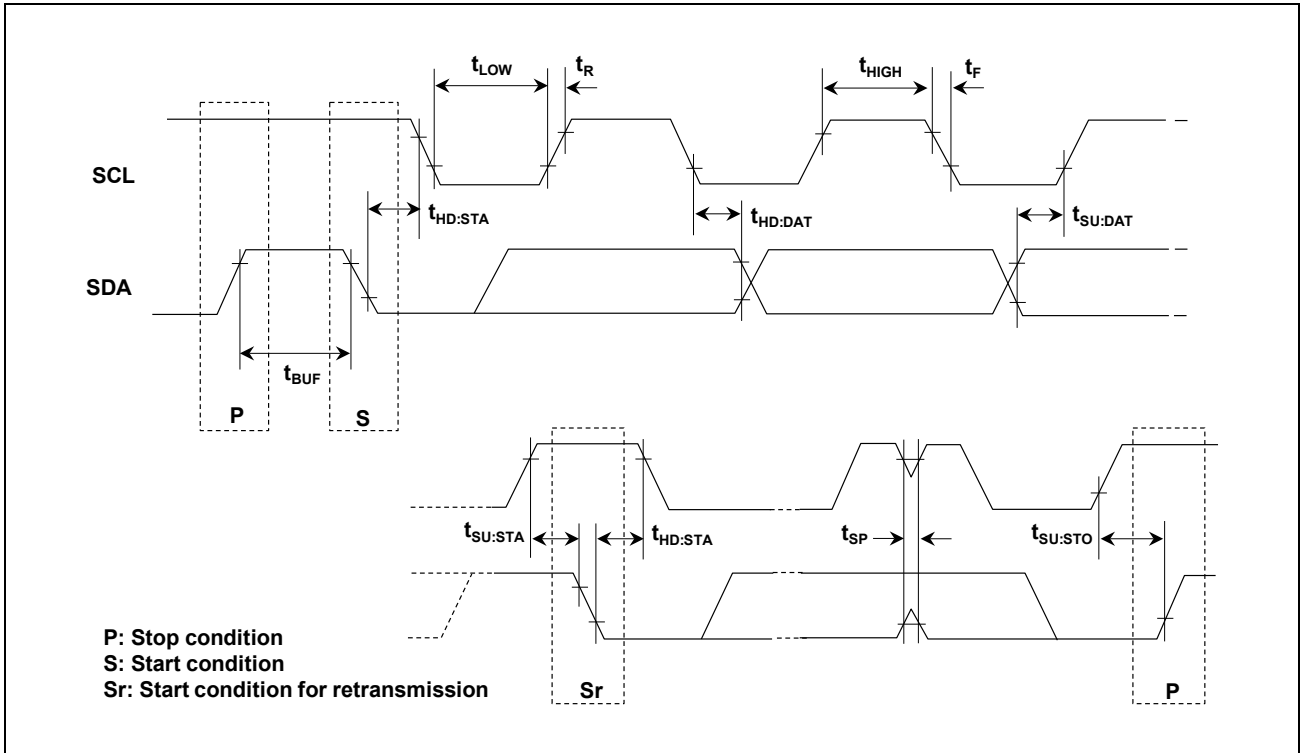 tLOW
tR
tHIGH
tF
SCL
tHD:STA
tHD:DAT
tSU:DAT
SDA
tBUF
P
S
tSU:STA
tHD:STA
tSP
tSU:STO
P: Stop condition
S: Start condition
Sr: Start condition for retransmission
Sr
P